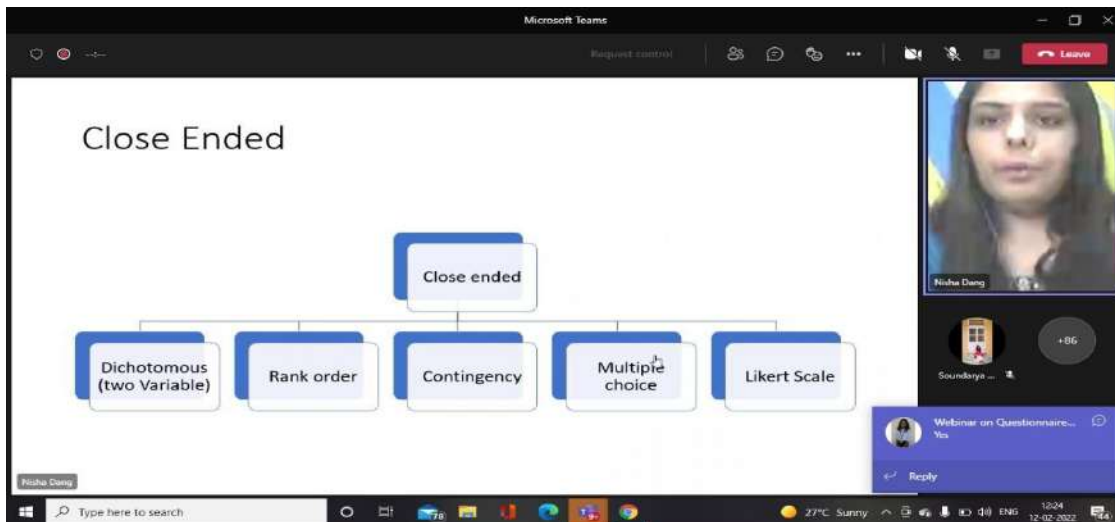 Microsoft Teams
Request control
Leave
Close Ended
Close ended
Dichotomous
(two Variable)
Rank order
Contingency
Multiple
choice
Likert Scale
Nisha Dang
Soundarya ...
+86
Webinar on Questionnaire...
Yes
Reply
Nisha Dang
Type here to search
78
27°C Sunny
ENG
12:24
12-02-2022